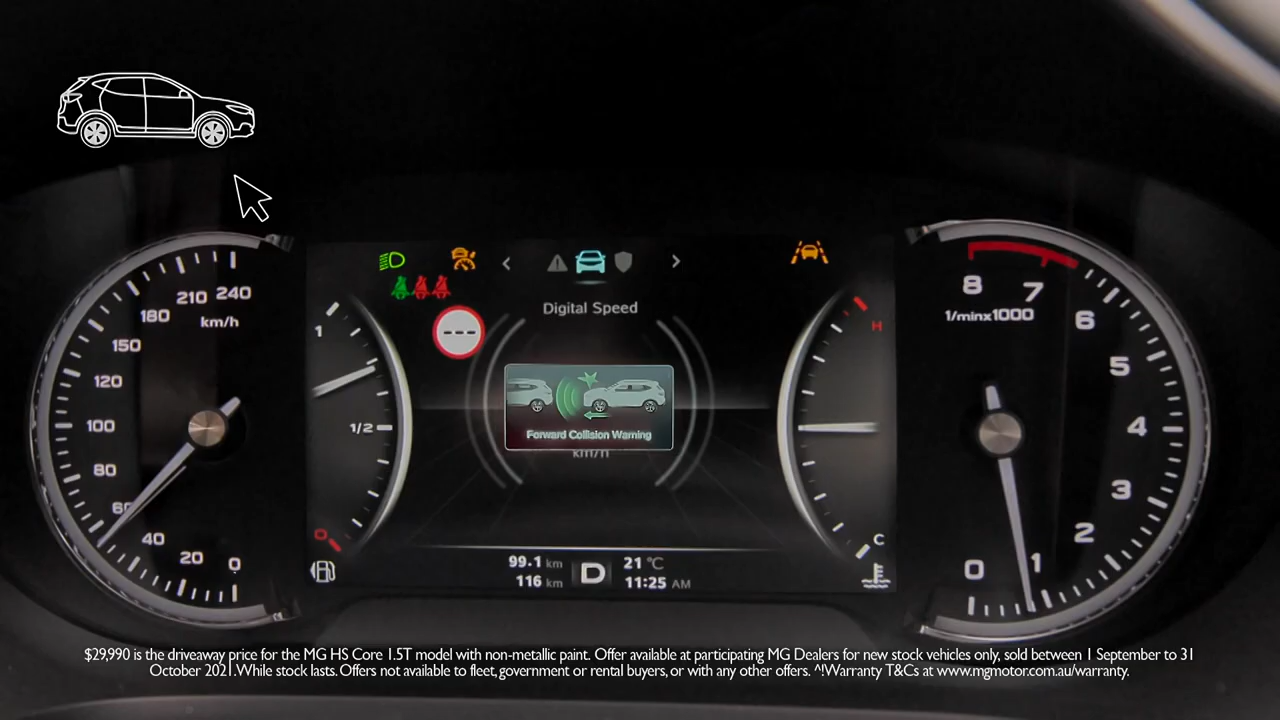 Digital Speed
Forward Collision Warning
km/h
240
210
180
km/h
150
120
100
80
60
40
20
0
1
1/2
0
H
C
8
7
1/minx1000
6
5
4
3
2
1
0
99.1 km
116 km
D
21 °C
11:25 AM
$29,990 is the driveaway price for the MG HS Core 1.5T model with non-metallic paint. Offer available at participating MG Dealers for new stock vehicles only, sold between 1 September to 31
October 2021. While stock lasts. Offers not available to fleet, government or rental buyers, or with any other offers. ^!Warranty T&Cs at www.mgmotor.com.au/warranty.